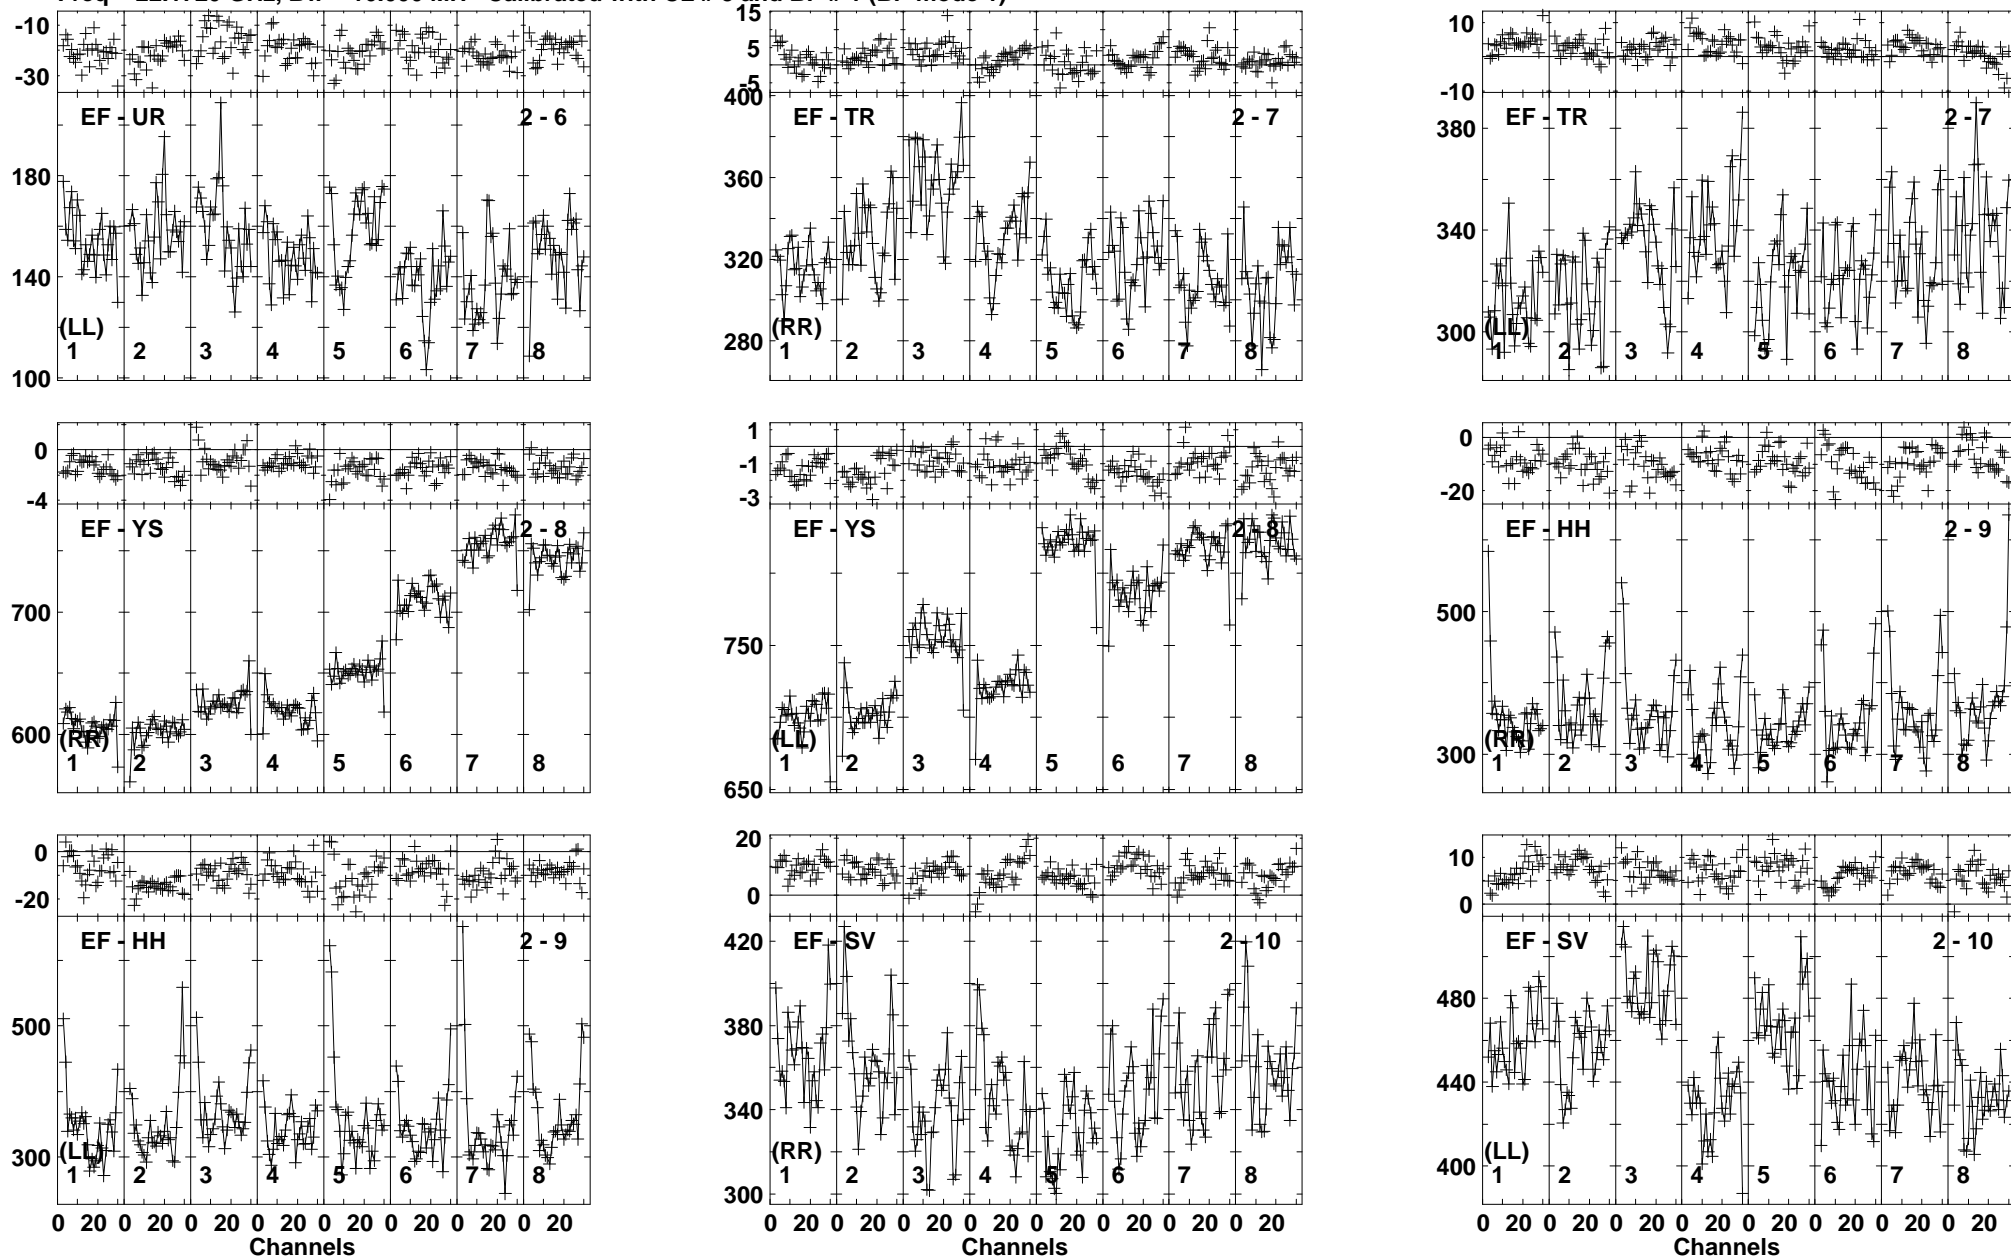 -10
-30
EF - UR 2 - 6
180
140
(LL)
1 2 3 4 5 6 7 8
100
15
5
-5
400
EF - TR 2 - 7
360
320
280
(RR)
1 2 3 4 5 6 7 8
10
-10
EF - TR 2 - 7
380
340
300
(LL)
1 2 3 4 5 6 7 8
0
-4
EF - YS 2 - 8
700
600
(RR)
1 2 3 4 5 6 7 8
1
-1
-3
EF - YS 2 - 8
750
(LL)
1 2 3 4 5 6 7 8
650
0
-20
EF - HH 2 - 9
500
300
(RR)
1 2 3 4 5 6 7 8
0
-20
EF - HH 2 - 9
500
300
(LL)
1 2 3 4 5 6 7 8
0 20 0 20 0 20 0 20 0 20 0 20 0 20 0 20
Channels
20
0
420
EF - SV 2 - 10
380
340
(RR)
300
1 2 3 4 5 6 7 8
0 20 0 20 0 20 0 20 0 20 0 20 0 20 0 20
Channels
10
0
EF - SV 2 - 10
480
440
400
(LL)
1 2 3 4 5 6 7 8
0 20 0 20 0 20 0 20 0 20 0 20 0 20 0 20
Channels